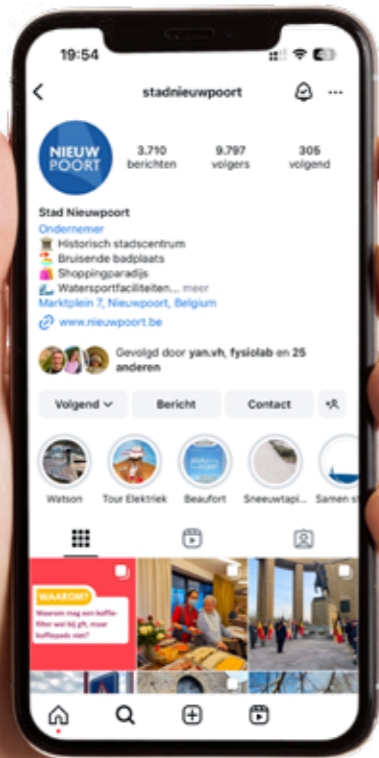 19:54
stadnieuwpoort
NIEUW
POORT
3.710
berichten
9.797
volgers
305
volgend
Stad Nieuwpoort
Ondernemer
Historisch stadscentrum
Bruisende badplaats
Shoppingparadijs
Watersportfaciliteiten... meer
Marktplein 7, Nieuwpoort, Belgium
www.nieuwpoort.be
Gevolgd door yan.vh, fysiolab en 25
anderen
Volgend
Bericht
Contact
Watson
Tour Elektriek
Beaufort
Sneeuwtapi...
Samen s
WAAROM?
Waarom mag een koffie-
filter wel bij gft, maar
koffiepads niet?